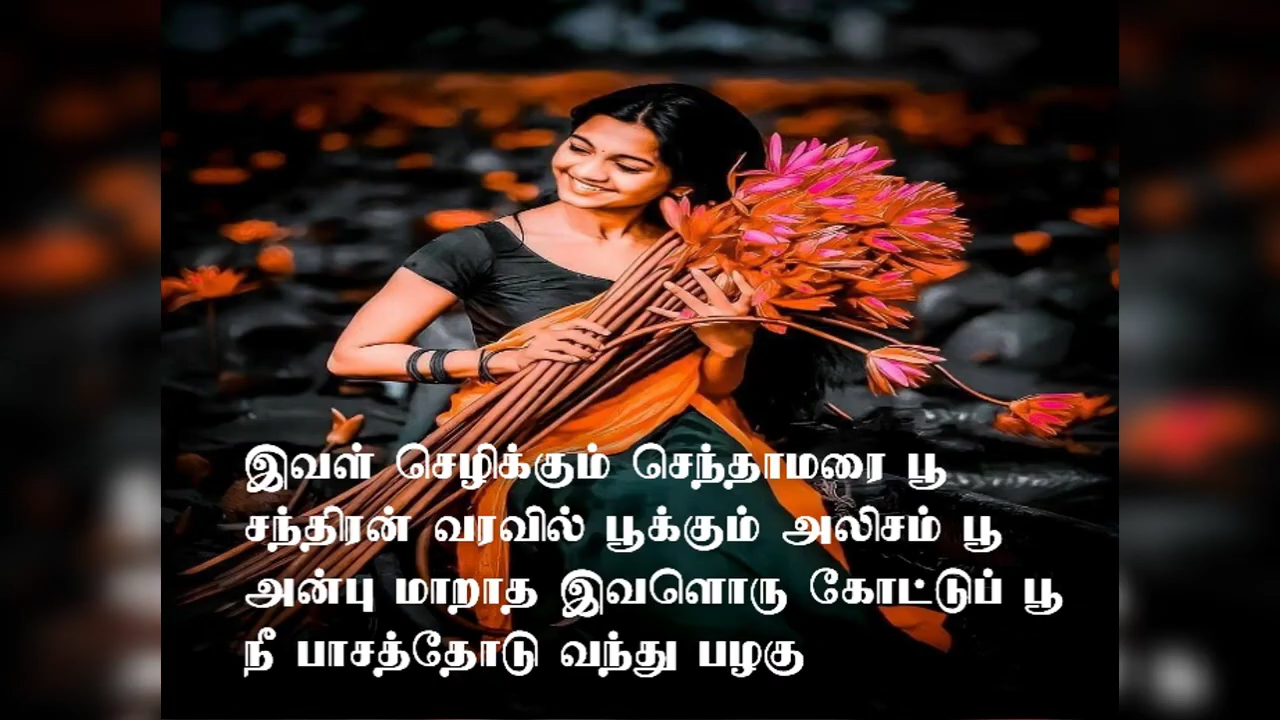 இவள் செழிக்கும் செந்தாமரை பூ
சந்திரன் வரவில் பூக்கும் அலிசம் பூ
அன்பு மாறாத இவளொரு கோட்டுப் பூ
நீ பாசத்தோடு வந்து பழகு